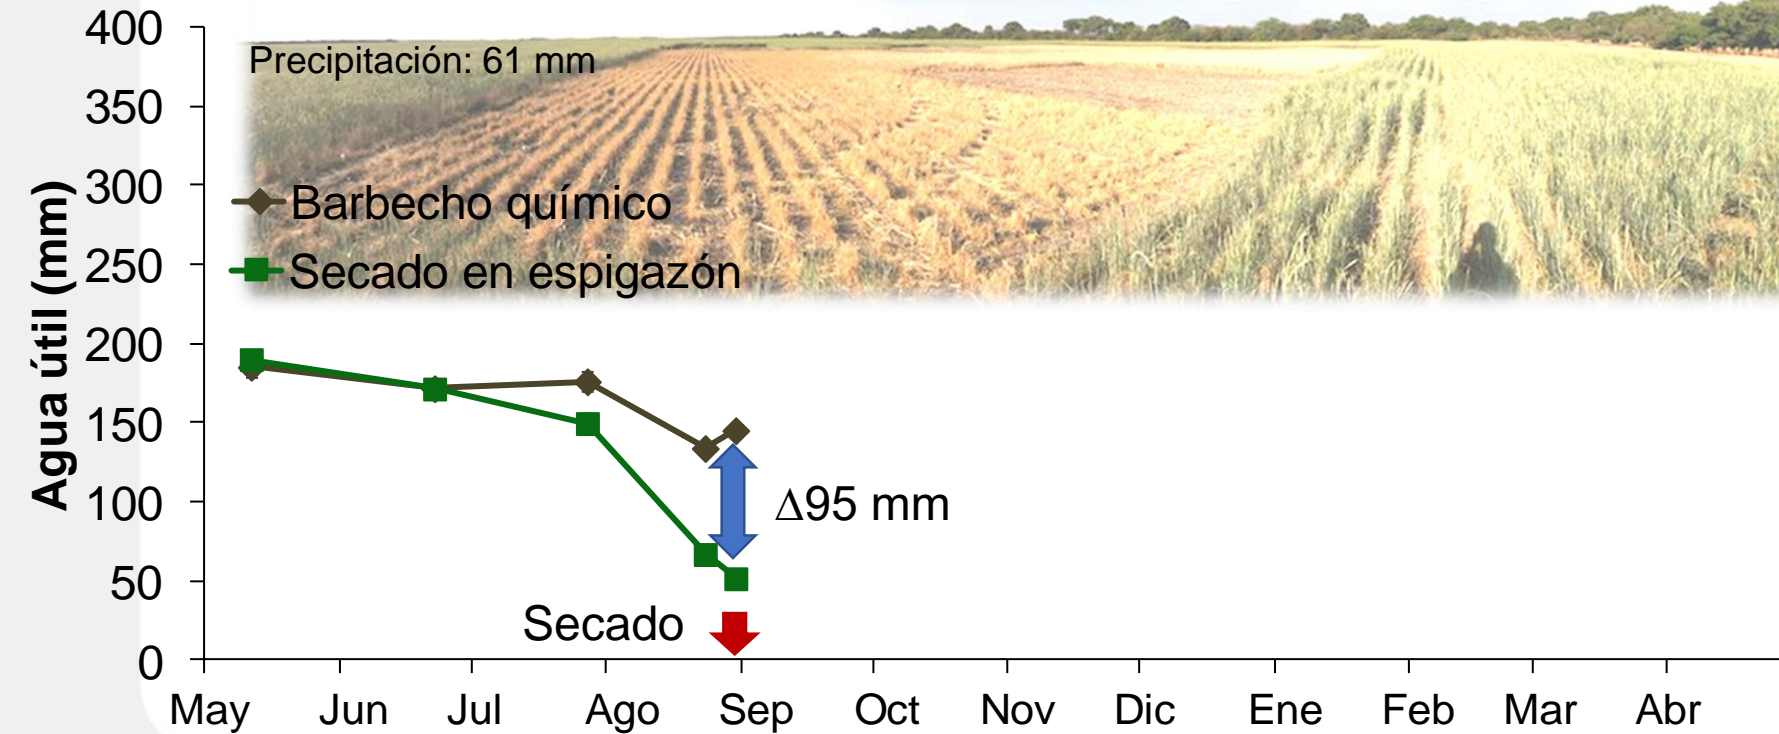 400
Precipitación: 61 mm
350
300
Barbecho químico
250
Secado en espigazón
200
150
100
50
0
Agua útil (mm)
∆95 mm
Secado
May Jun Jul Ago Sep Oct Nov Dic Ene Feb Mar Abr